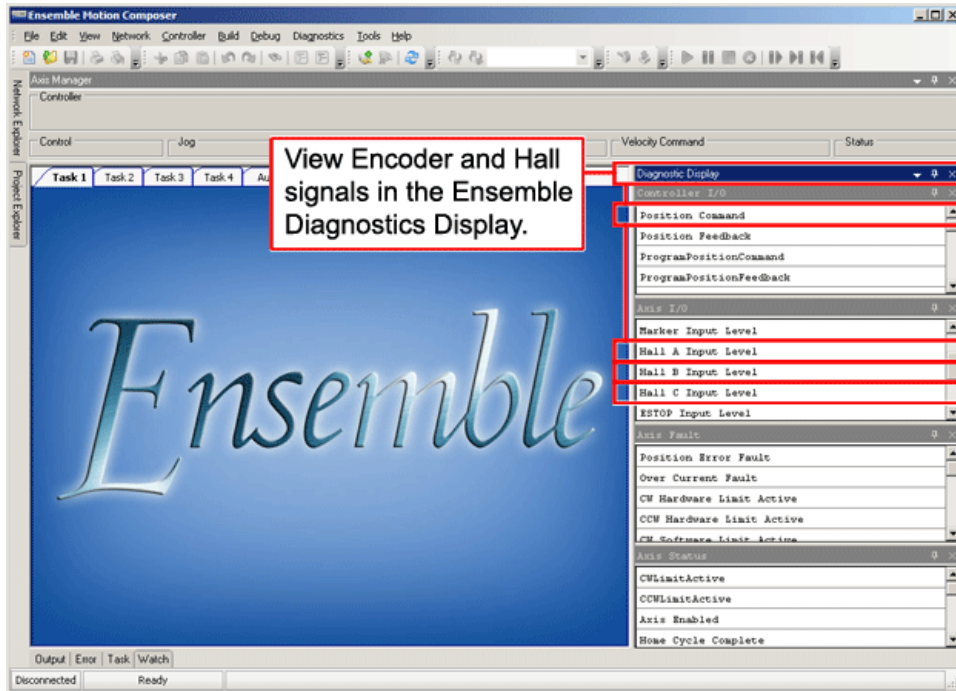 Ensemble Motion Composer
File Edit View Network Controller Build Debug Diagnostics Tools Help
Axis Manager
Controller
Control Jog Velocity Command Status
Network Explorer
Project Explorer
Task 1 Task 2 Task 3 Task 4 Au
View Encoder and Hall
signals in the Ensemble
Diagnostics Display.
Ensemble
Diagnostic Display
Controller I/O
Position Command
Position Feedback
ProgramPositionCommand
ProgramPositionFeedback
Axis I/O
Marker Input Level
Hall A Input Level
Hall B Input Level
Hall C Input Level
ESTOP Input Level
Axis Fault
Position Error Fault
Over Current Fault
CW Hardware Limit Active
CCW Hardware Limit Active
CW Software Limit Active
Axis Status
CWLimitActive
CCWLimitActive
Axis Enabled
Home Cycle Complete
Output Error Task Watch
Disconnected Ready